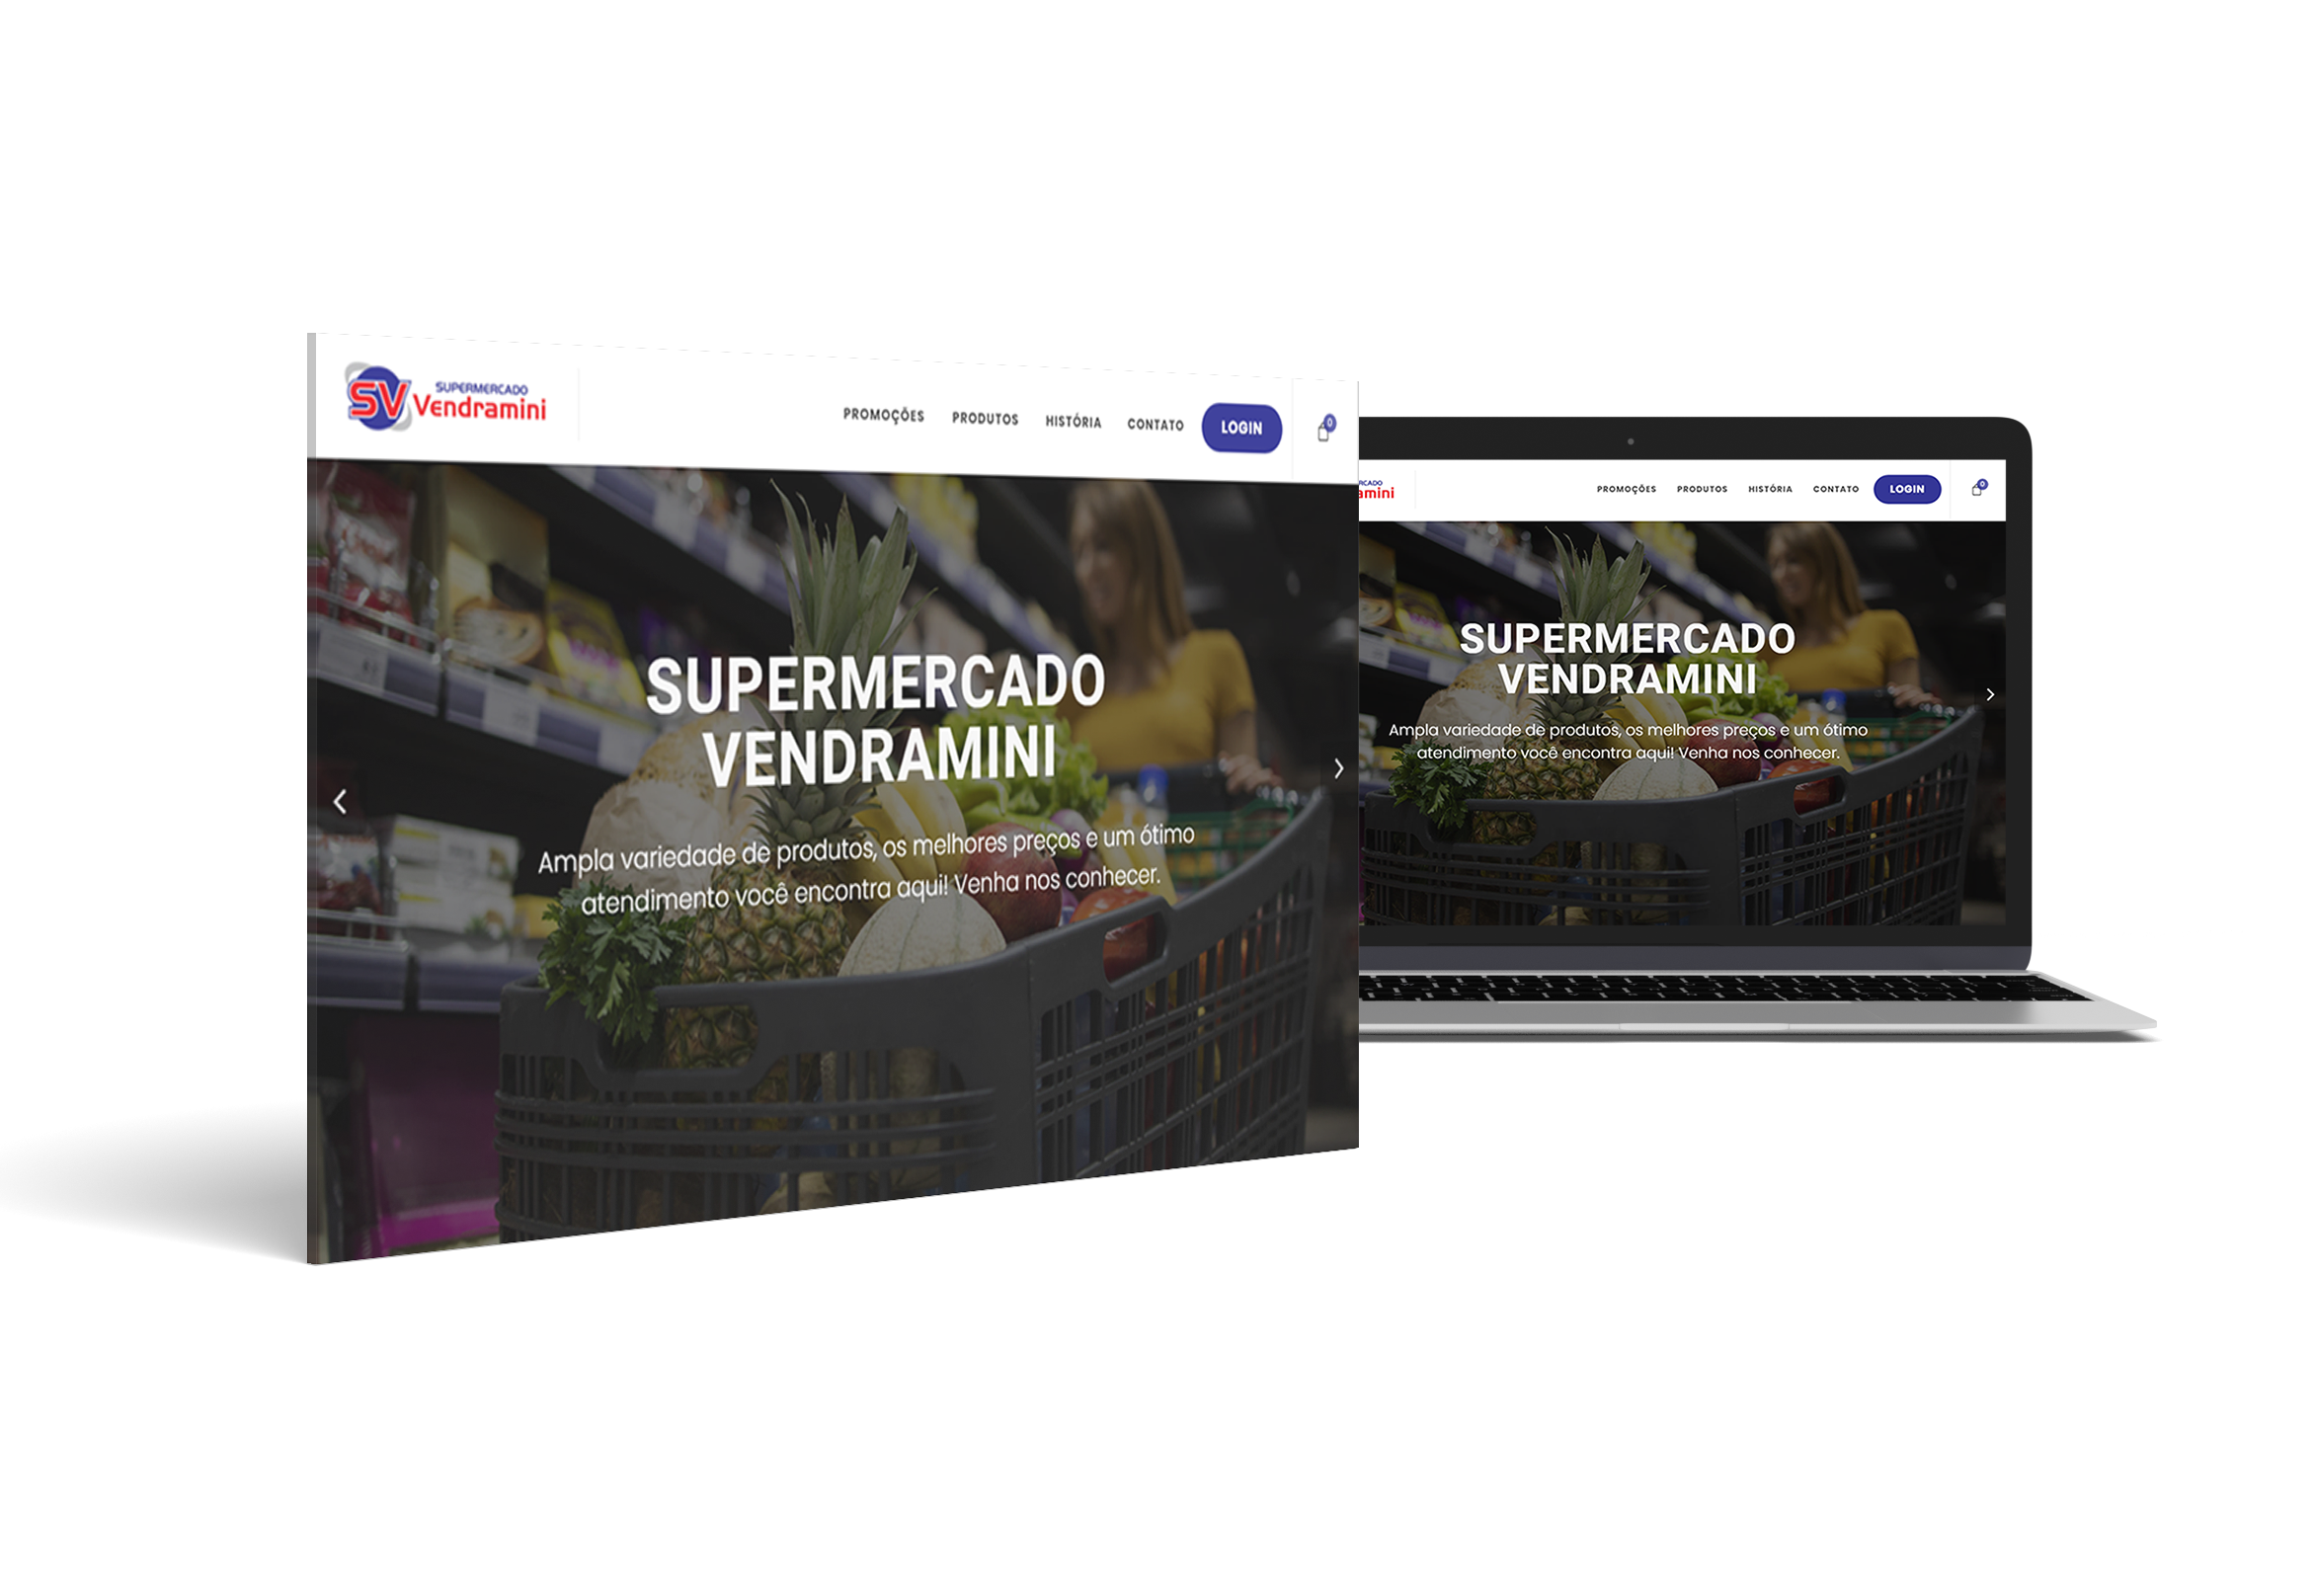 SV
SUPERMERCADO
Vendramini
PROMOÇÕES PRODUTOS HISTÓRIA CONTATO LOGIN 0
SUPERMERCADO
VENDRAMINI
Ampla variedade de produtos, os melhores preços e um ótimo
atendimento você encontra aqui! Venha nos conhecer.
RCADO
amini
PROMOÇÕES PRODUTOS HISTÓRIA CONTATO LOGIN 0
SUPERMERCADO
VENDRAMINI
Ampla variedade de produtos, os melhores preços e um ótimo
atendimento você encontra aqui! Venha nos conhecer.